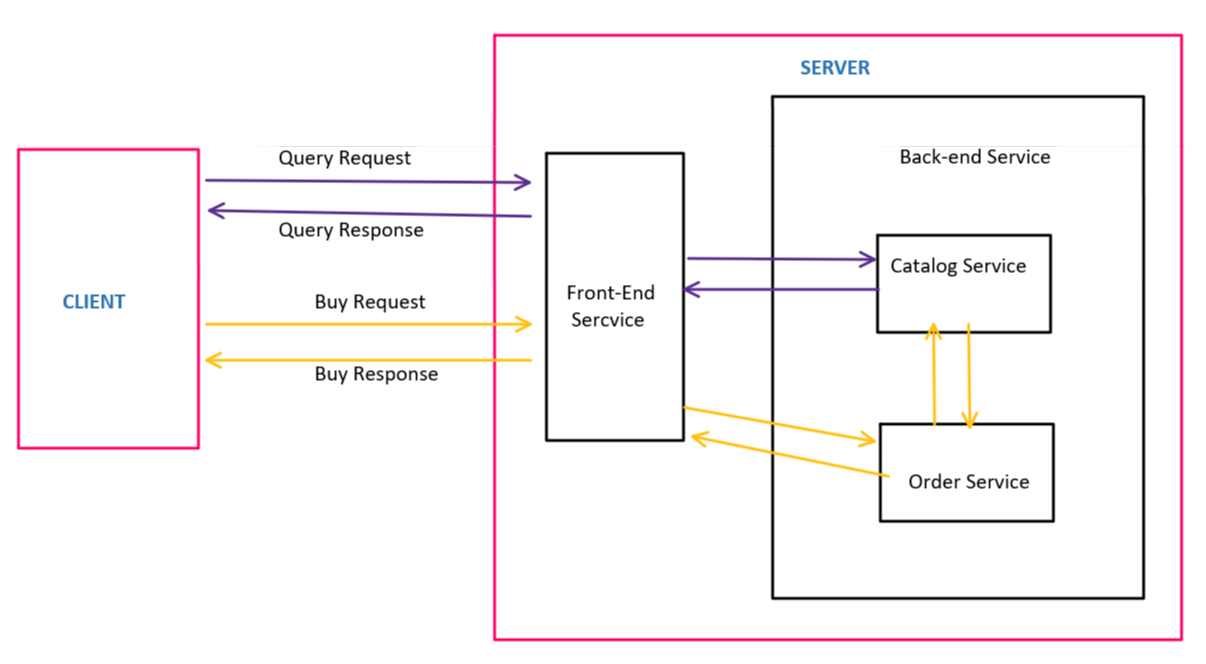 SERVER
Back-end Service
Query Request
Query Response
CLIENT
Buy Request
Buy Response
Front-End
Sercvice
Catalog Service
Order Service